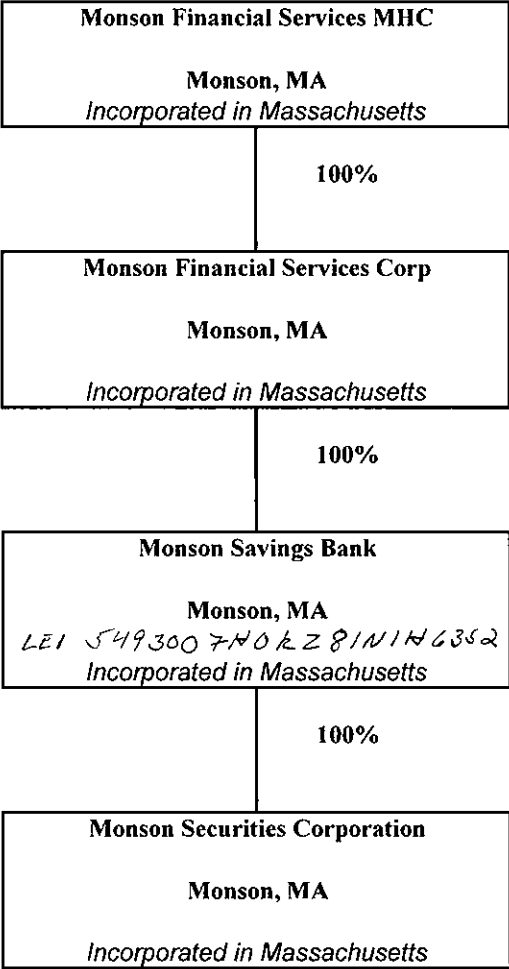 Monson Financial Services MHC
Monson, MA
Incorporated in Massachusetts
100%
Monson Financial Services Corp
Monson, MA
Incorporated in Massachusetts
100%
Monson Savings Bank
Monson, MA
LEI 5493007HOKZ81N1H6352
Incorporated in Massachusetts
100%
Monson Securities Corporation
Monson, MA
Incorporated in Massachusetts